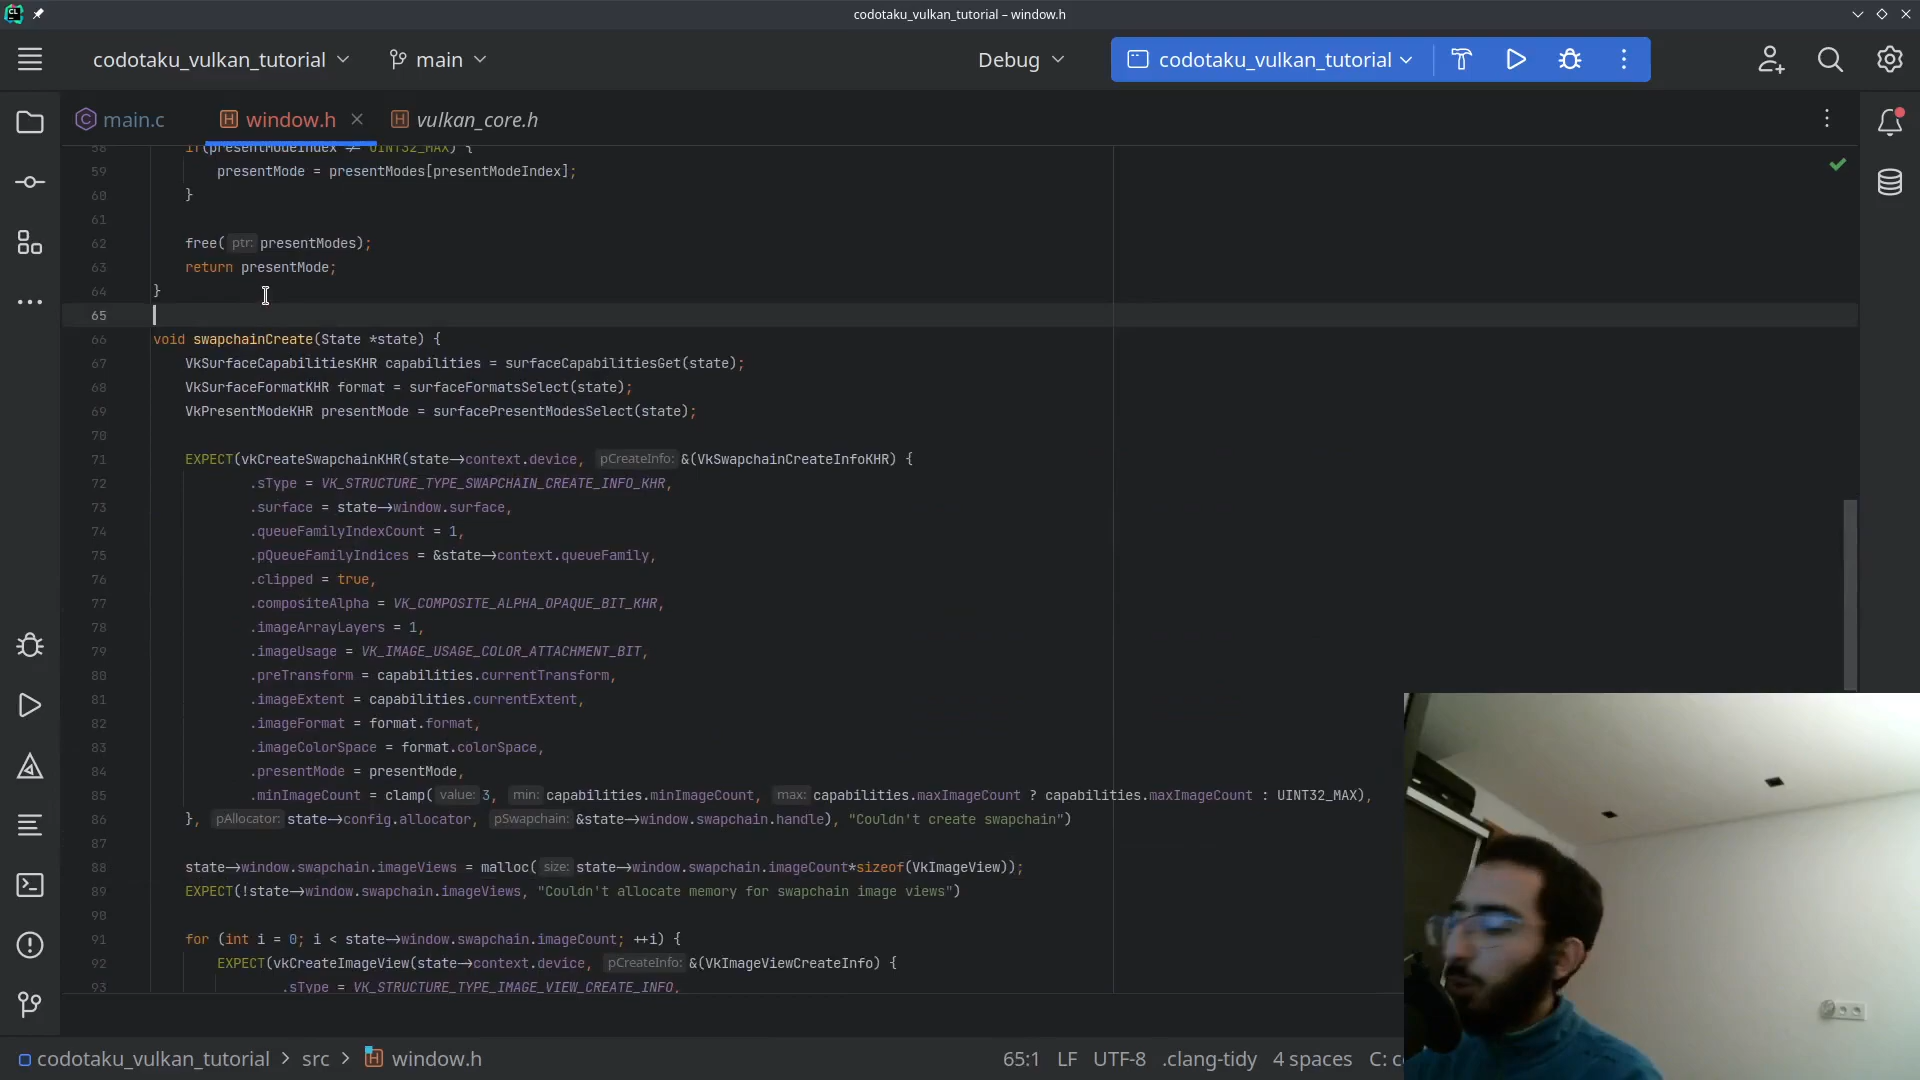 codotaku_vulkan_tutorial – window.h
codotaku_vulkan_tutorial main Debug codotaku_vulkan_tutorial
main.c window.h vulkan_core.h
58 if(presentModeIndex ≠ UINT32_MAX) {
59 presentMode = presentModes[presentModeIndex];
60 }
61
62 free( ptr: presentModes);
63 return presentMode;
64 }
65
66 void swapchainCreate(State *state) {
67 VkSurfaceCapabilitiesKHR capabilities = surfaceCapabilitiesGet(state);
68 VkSurfaceFormatKHR format = surfaceFormatsSelect(state);
69 VkPresentModeKHR presentMode = surfacePresentModesSelect(state);
70
71 EXPECT(vkCreateSwapchainKHR(state→context.device, pCreateInfo: &(VkSwapchainCreateInfoKHR) {
72 .sType = VK_STRUCTURE_TYPE_SWAPCHAIN_CREATE_INFO_KHR,
73 .surface = state→window.surface,
74 .queueFamilyIndexCount = 1,
75 .pQueueFamilyIndices = &state→context.queueFamily,
76 .clipped = true,
77 .compositeAlpha = VK_COMPOSITE_ALPHA_OPAQUE_BIT_KHR,
78 .imageArrayLayers = 1,
79 .imageUsage = VK_IMAGE_USAGE_COLOR_ATTACHMENT_BIT,
80 .preTransform = capabilities.currentTransform,
81 .imageExtent = capabilities.currentExtent,
82 .imageFormat = format.format,
83 .imageColorSpace = format.colorSpace,
84 .presentMode = presentMode,
85 .minImageCount = clamp( value: 3, min: capabilities.minImageCount, max: capabilities.maxImageCount ? capabilities.maxImageCount : UINT32_MAX),
86 }, pAllocator: state→config.allocator, pSwapchain: &state→window.swapchain.handle), "Couldn't create swapchain")
87
88 state→window.swapchain.imageViews = malloc( size: state→window.swapchain.imageCount*sizeof(VkImageView));
89 EXPECT(!state→window.swapchain.imageViews, "Couldn't allocate memory for swapchain image views")
90
91 for (int i = 0; i < state→window.swapchain.imageCount; ++i) {
92 EXPECT(vkCreateImageView(state→context.device, pCreateInfo: &(VkImageViewCreateInfo) {
93 .sType = VK_STRUCTURE_TYPE_IMAGE_VIEW_CREATE_INFO,
codotaku_vulkan_tutorial > src > window.h 65:1 LF UTF-8 .clang-tidy 4 spaces C: